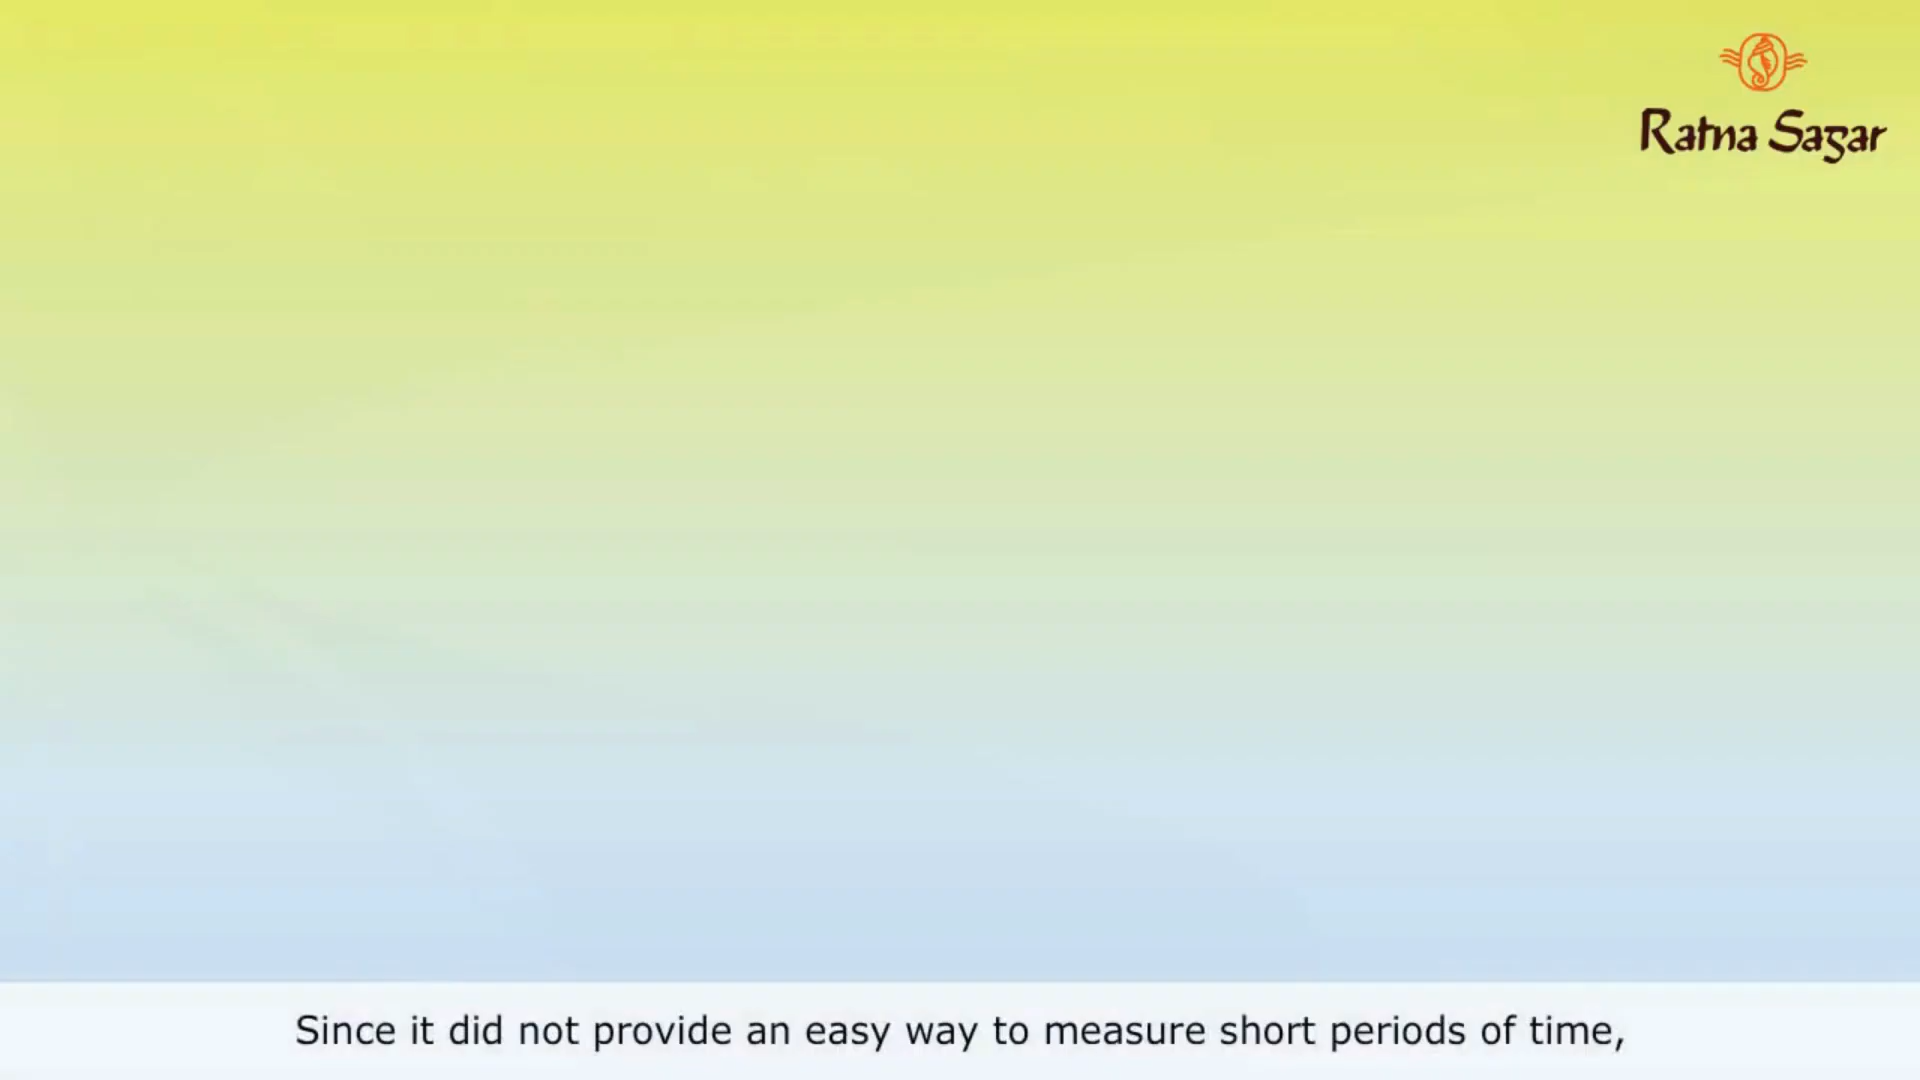 Ratna Sagar
Since it did not provide an easy way to measure short periods of time,